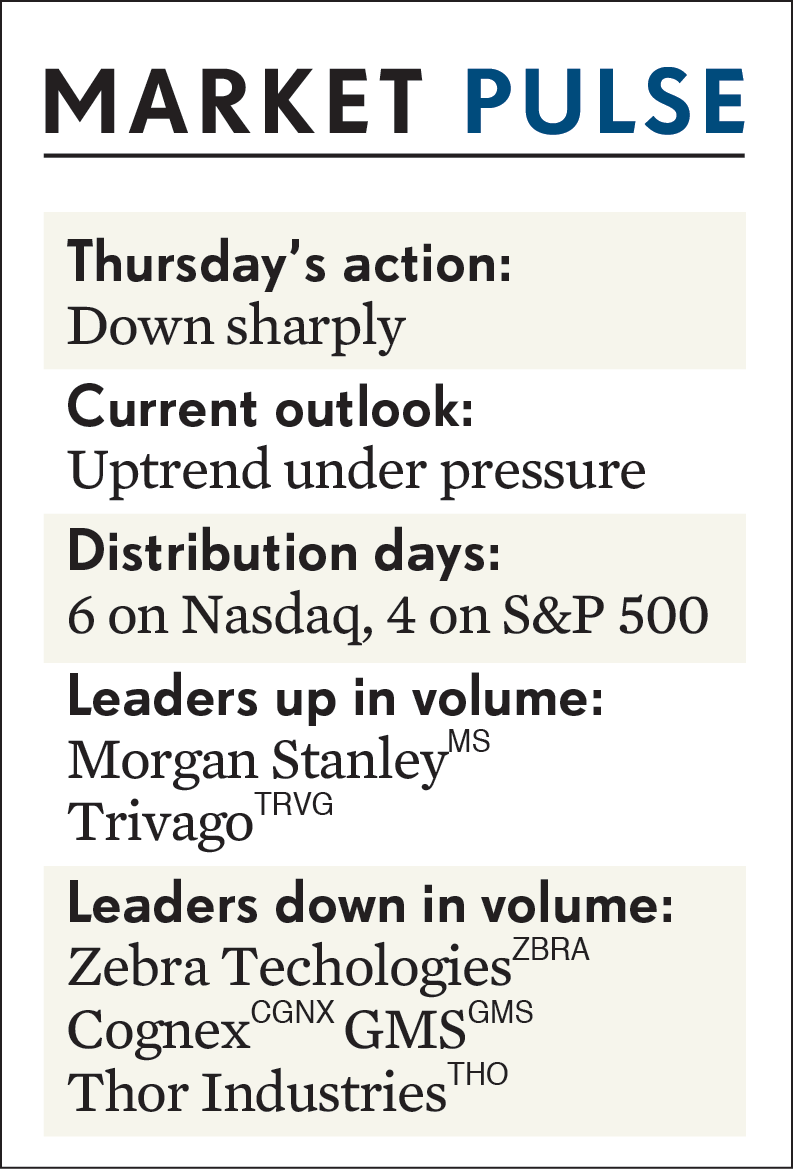 MARKET PULSE
Thursday’s action:
Down sharply
Current outlook:
Uptrend under pressure
Distribution days:
6 on Nasdaq, 4 on S&P 500
Leaders up in volume:
Morgan Stanley MS
Trivago TRVG
Leaders down in volume:
Zebra Techologies ZBRA
Cognex CGNX GMS GMS
Thor Industries THO